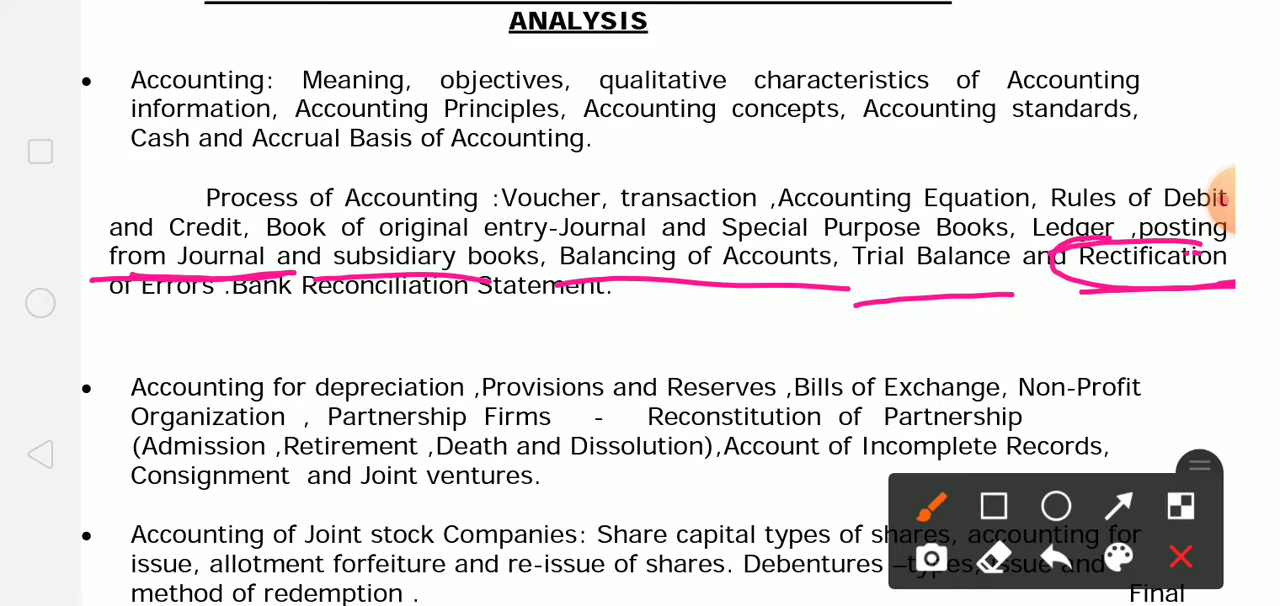 ANALYSIS
• Accounting: Meaning, objectives, qualitative characteristics of Accounting
information, Accounting Principles, Accounting concepts, Accounting standards,
Cash and Accrual Basis of Accounting.
Process of Accounting :Voucher, transaction ,Accounting Equation, Rules of Debit
and Credit, Book of original entry-Journal and Special Purpose Books, Ledger ,posting
from Journal and subsidiary books, Balancing of Accounts, Trial Balance and Rectification
of Errors .Bank Reconciliation Statement.
• Accounting for depreciation ,Provisions and Reserves ,Bills of Exchange, Non-Profit
Organization , Partnership Firms - Reconstitution of Partnership
(Admission ,Retirement ,Death and Dissolution),Account of Incomplete Records,
Consignment and Joint ventures.
• Accounting of Joint stock Companies: Share capital types of shares, accounting for
issue, allotment forfeiture and re-issue of shares. Debentures –types, issue and
method of redemption . Final